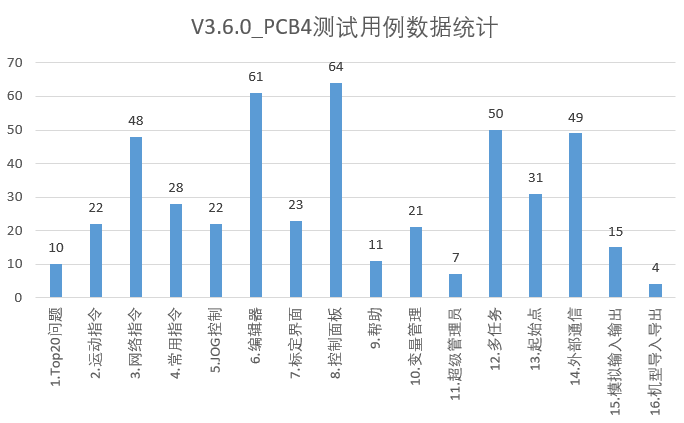 V3.6.0_PCB4测试用例数据统计
70
60
50
40
30
20
10
0
10
22
48
28
22
61
23
64
11
21
7
50
31
49
15
4
1.Top20问题
2.运动指令
3.网络指令
4.常用指令
5.JOG控制
6.编辑器
7.标定界面
8.控制面板
9.帮助
10.变量管理
11.超级管理员
12.多任务
13.起始点
14.外部通信
15.模拟输入输出
16.机型导入导出